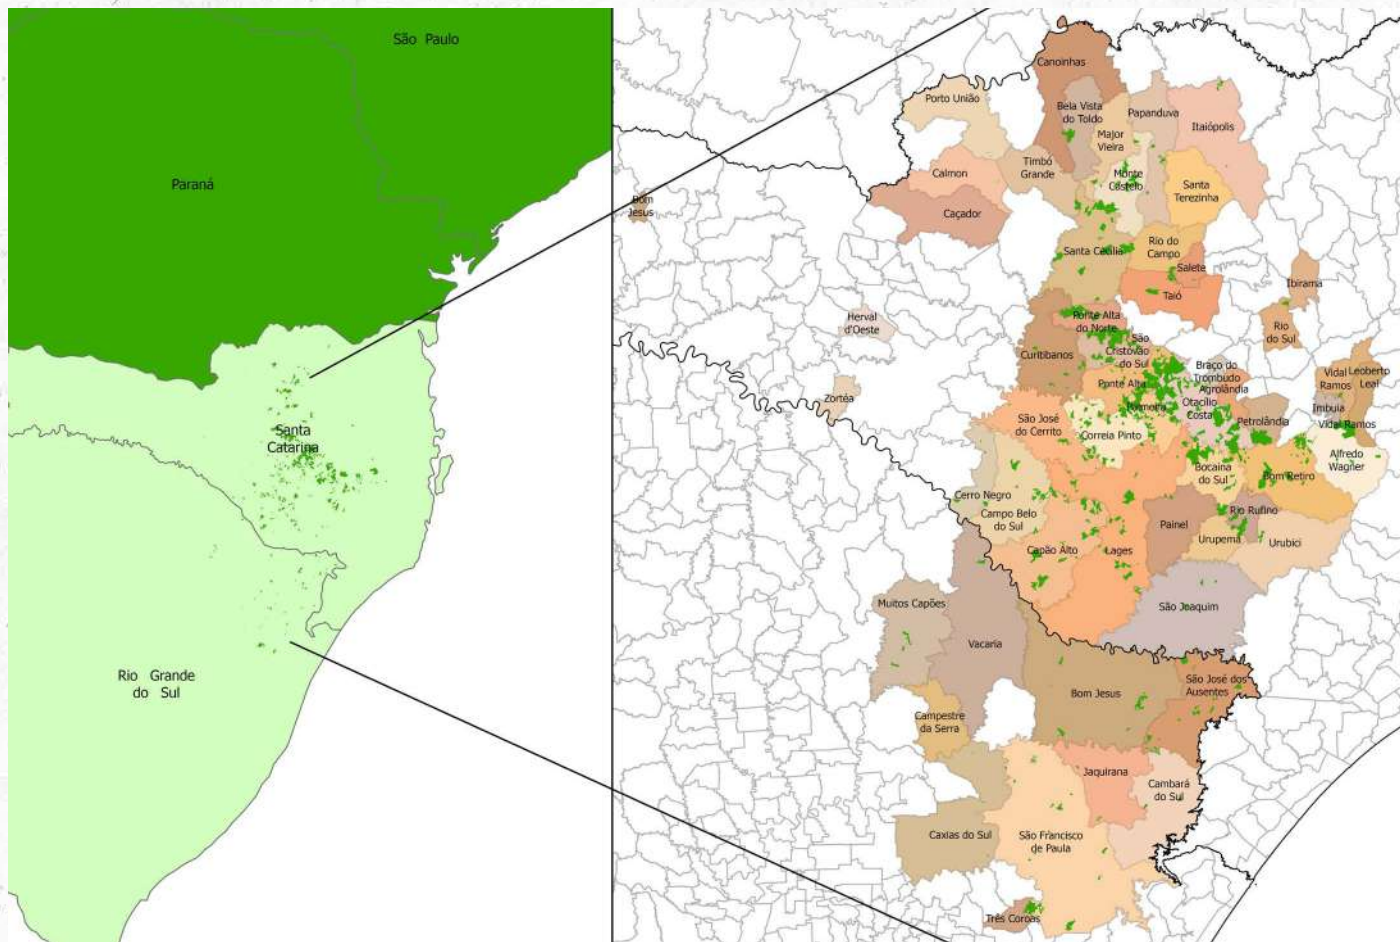 São Paulo
Paraná
Santa
Catarina
Rio Grande
do Sul
Canoinhas
Porto União
Bela Vista
do Toldo
Papanduva
Major
Vieira
Itaiópolis
Timbó
Grande
Calmon
Monte
Castelo
Santa
Terezinha
Bom
Jesus
Caçador
Santa Cecília
Rio do
Campo
Salete
Taió
Ibirama
Herval
d'Oeste
Ponte Alta
do Norte
São
Cristovão
do Sul
Rio
do Sul
Curitibanos
Braço do
Trombudo
Agrolândia
Vidal
Ramos
Leoberto
Leal
Zortéa
Ponte Alta
Palmeira
Otacílio
Costa
Imbuia
Petrolândia
Vidal Ramos
São José
do Cerrito
Correia Pinto
Alfredo
Wagner
Bocaina
do Sul
Bom Retiro
Cerro Negro
Campo Belo
do Sul
Rio Rufino
Painel
Urupema
Urubici
Capão Alto
Lages
São Joaquim
Muitos Capões
Vacaria
Bom Jesus
São José dos
Ausentes
Campestre
da Serra
Jaquirana
Cambará
do Sul
Caxias do Sul
São Francisco
de Paula
Três Coroas